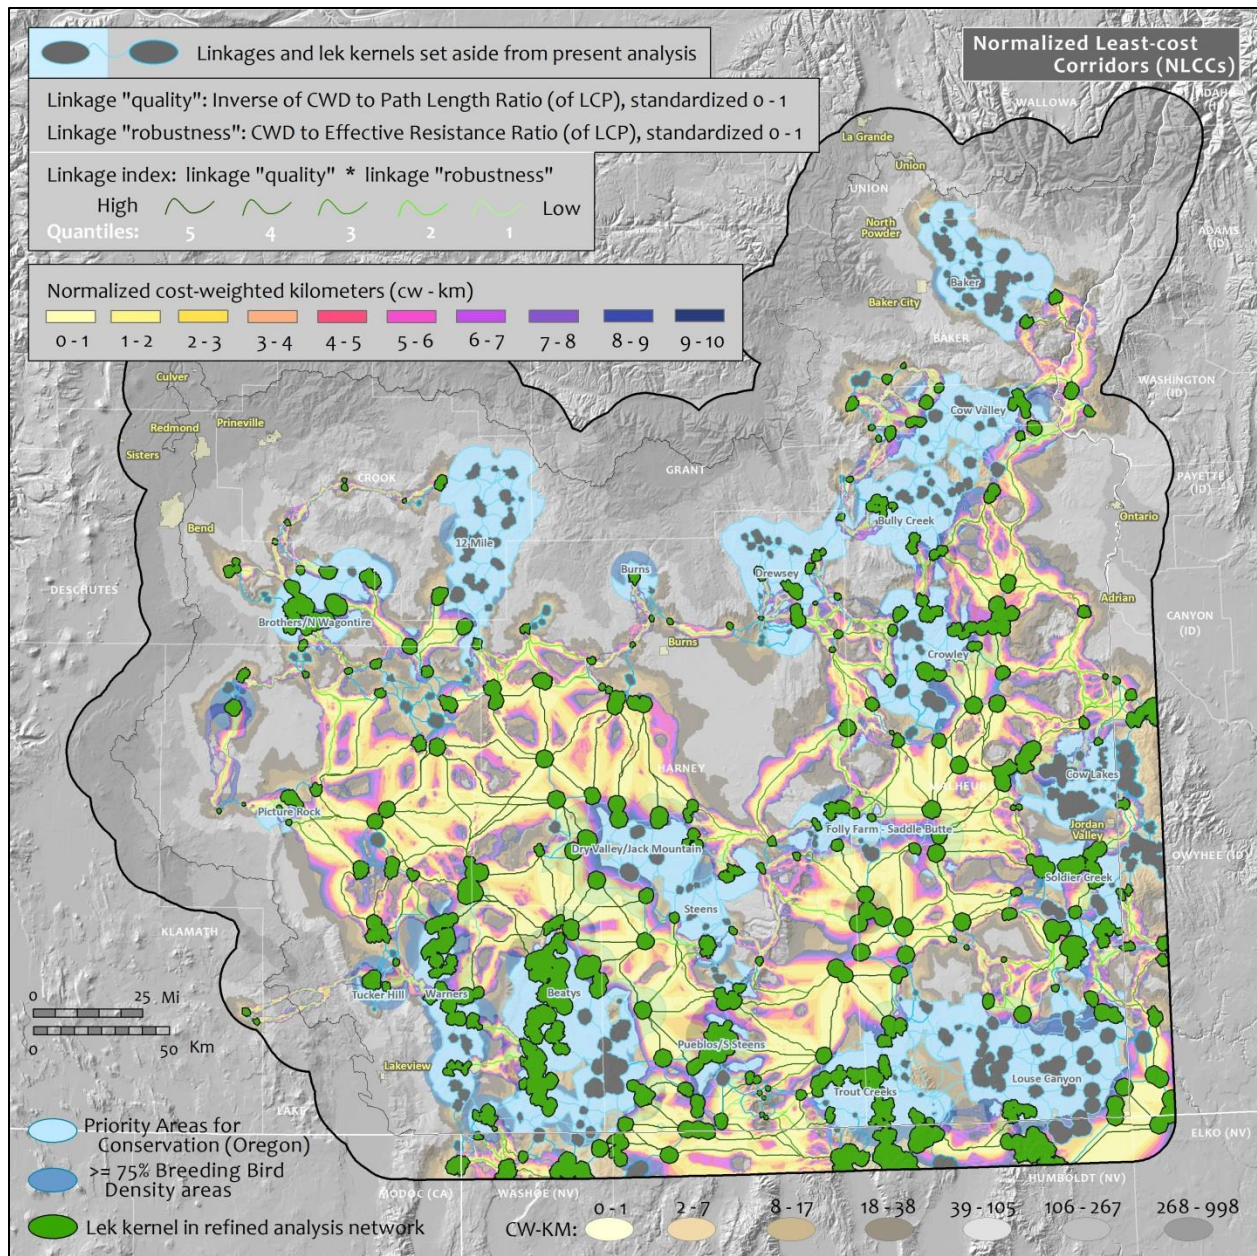 Linkages and lek kernels set aside from present analysis
Normalized Least-cost
Corridors (NLCCs)
Linkage "quality": Inverse of CWD to Path Length Ratio (of LCP), standardized 0 - 1
Linkage "robustness": CWD to Effective Resistance Ratio (of LCP), standardized 0 - 1
Linkage index: linkage "quality" * linkage "robustness"
High Low
Quantiles: 5 4 3 2 1
Normalized cost-weighted kilometers (cw - km)
0 - 1 1 - 2 2 - 3 3 - 4 4 - 5 5 - 6 6 - 7 7 - 8 8 - 9 9 - 10
IDAHO
(ID)
WALLOWA
La Grande
Union
UNION
North
Powder
ADAMS
(ID)
Baker
Baker City
BAKER
WASHINGTON
(ID)
Culver
Redmond
Prineville
Sisters
Cow Valley
GRANT
CROOK
PAYETTE
(ID)
Bend
Ontario
Bully Creek
12 Mile
Burns
Drewsey
DESCHUTES
Adrian
CANYON
(ID)
Brothers/N Wagontire
Burns
Crowley
HARNEY
Cow Lakes
MALHEUR
Picture Rock
Jordan
Valley
Folly Farm - Saddle Butte
Dry Valley/Jack Mountain
OWYHEE (ID)
Soldier Creek
Steens
KLAMATH
Tucker Hill
Warners
Beatys
0 25 Mi
0 50 Km
Pueblos/S Steens
Lakeview
Louse Canyon
Trout Creeks
LAKE
Priority Areas for
Conservation (Oregon)
>= 75% Breeding Bird
Density areas
Lek kernel in refined analysis network
ELKO (NV)
HUMBOLDT (NV)
MODOC (CA)
WASHOE (NV)
0 - 1 2 - 7 8 - 17 18 - 38 39 - 105 106 - 267 268 - 998
CW-KM: